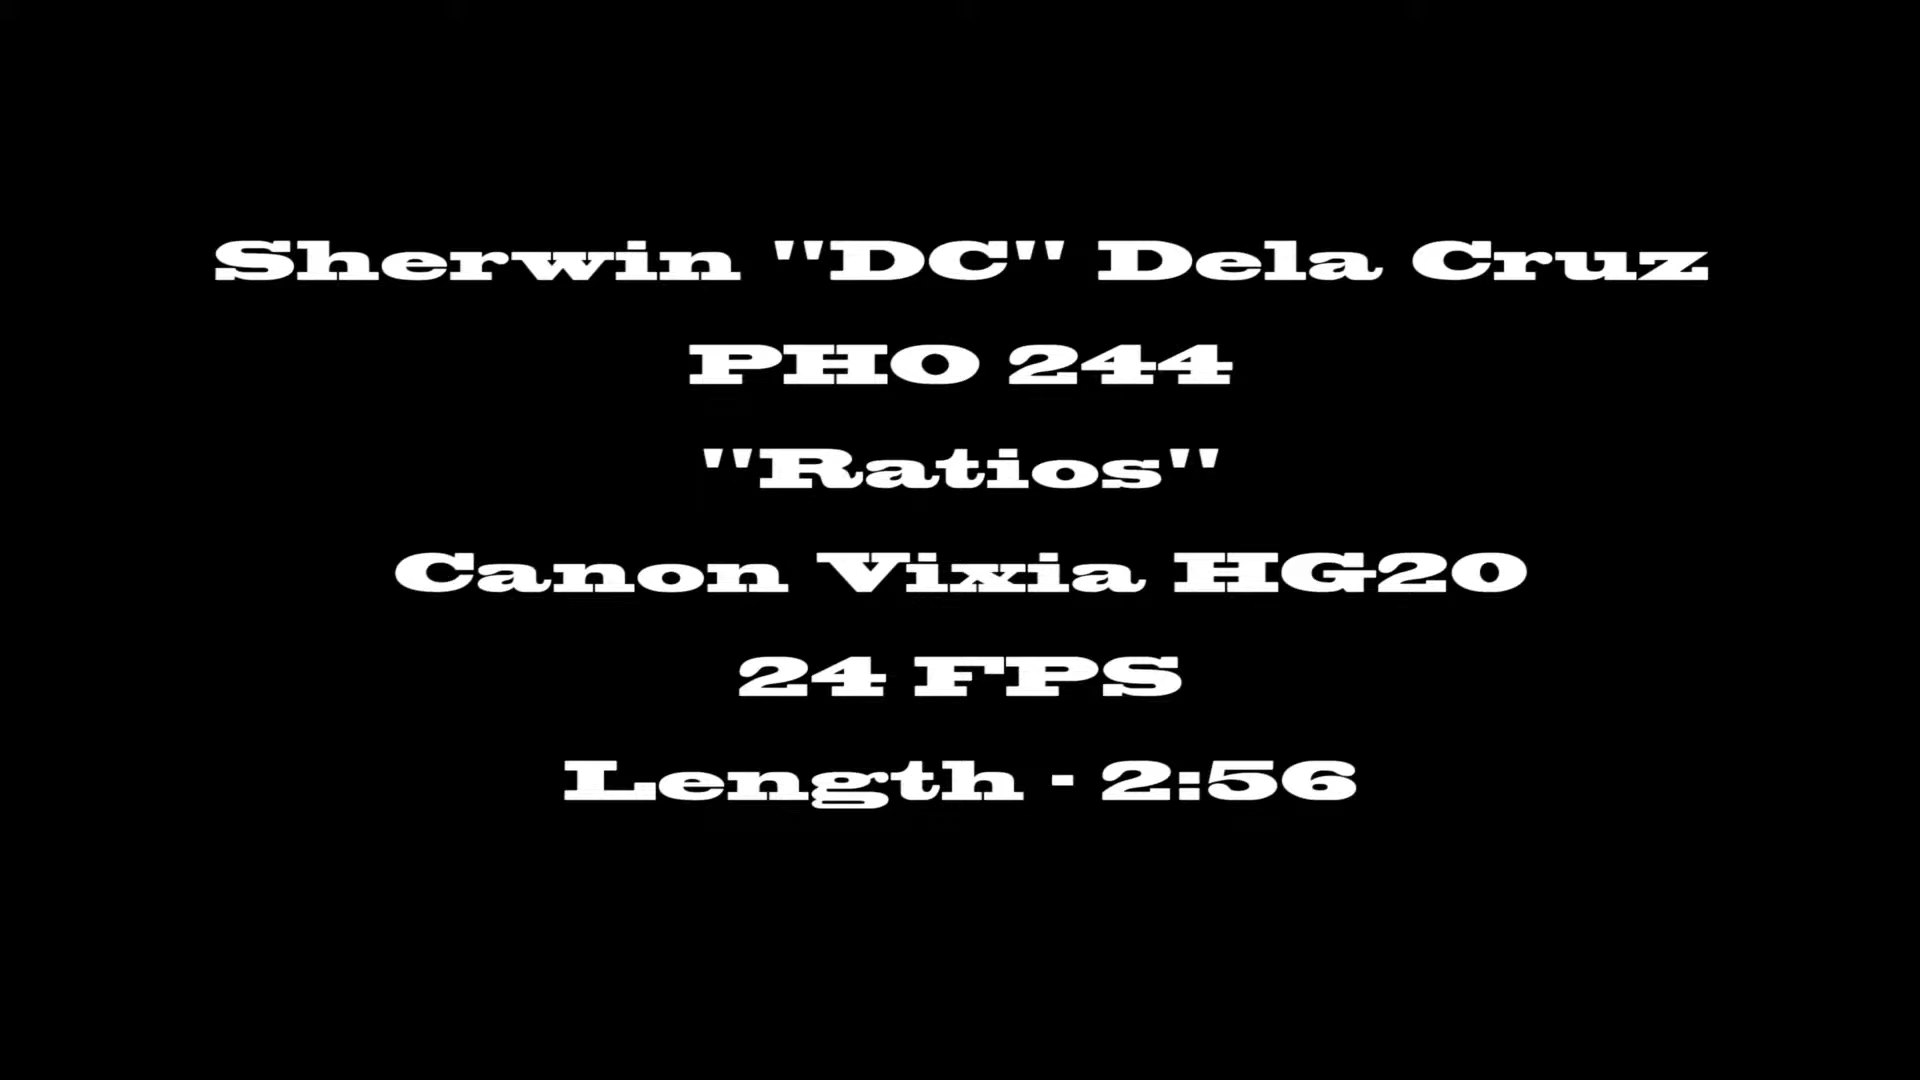 Sherwin "DC" Dela Cruz
PHO 244
"Ratios"
Canon Vixia HG20
24 FPS
Length - 2:56